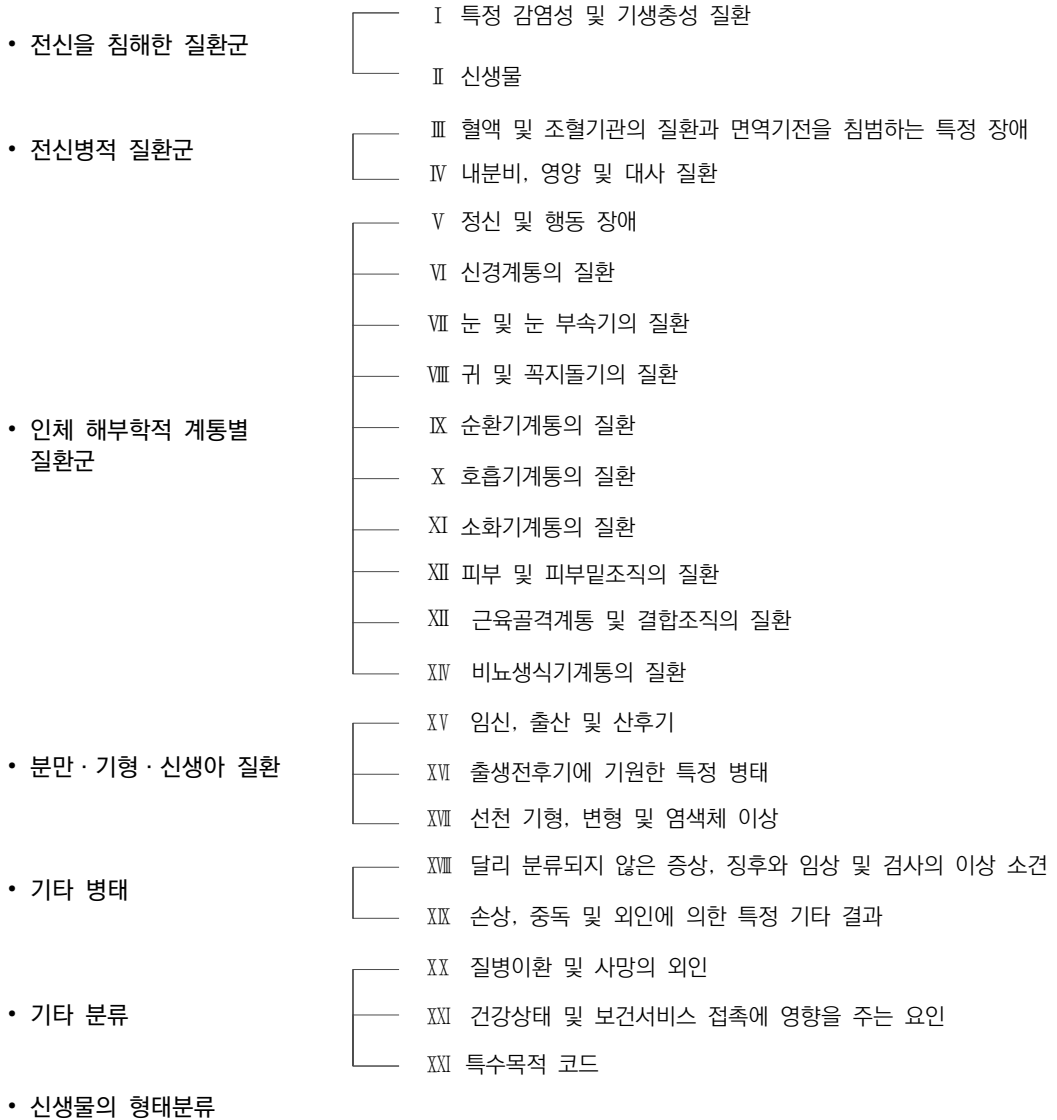 • 전신을 침해한 질환군
Ⅰ 특정 감염성 및 기생충성 질환
Ⅱ 신생물
• 전신병적 질환군
Ⅲ 혈액 및 조혈기관의 질환과 면역기전을 침범하는 특정 장애
Ⅳ 내분비, 영양 및 대사 질환
• 인체 해부학적 계통별
질환군
Ⅴ 정신 및 행동 장애
Ⅵ 신경계통의 질환
Ⅶ 눈 및 눈 부속기의 질환
Ⅷ 귀 및 꼭지돌기의 질환
Ⅸ 순환기계통의 질환
Ⅹ 호흡기계통의 질환
ⅩⅠ 소화기계통의 질환
ⅩⅡ 피부 및 피부밑조직의 질환
ⅩⅡ 근육골격계통 및 결합조직의 질환
ⅩⅣ 비뇨생식기계통의 질환
• 분만·기형·신생아 질환
ⅩⅤ 임신, 출산 및 산후기
ⅩⅥ 출생전후기에 기원한 특정 병태
ⅩⅦ 선천 기형, 변형 및 염색체 이상
• 기타 병태
ⅩⅧ 달리 분류되지 않은 증상, 징후와 임상 및 검사의 이상 소견
ⅩⅨ 손상, 중독 및 외인에 의한 특정 기타 결과
• 기타 분류
ⅩⅩ 질병이환 및 사망의 외인
ⅩⅩⅠ 건강상태 및 보건서비스 접촉에 영향을 주는 요인
ⅩⅩⅠ 특수목적 코드
• 신생물의 형태분류